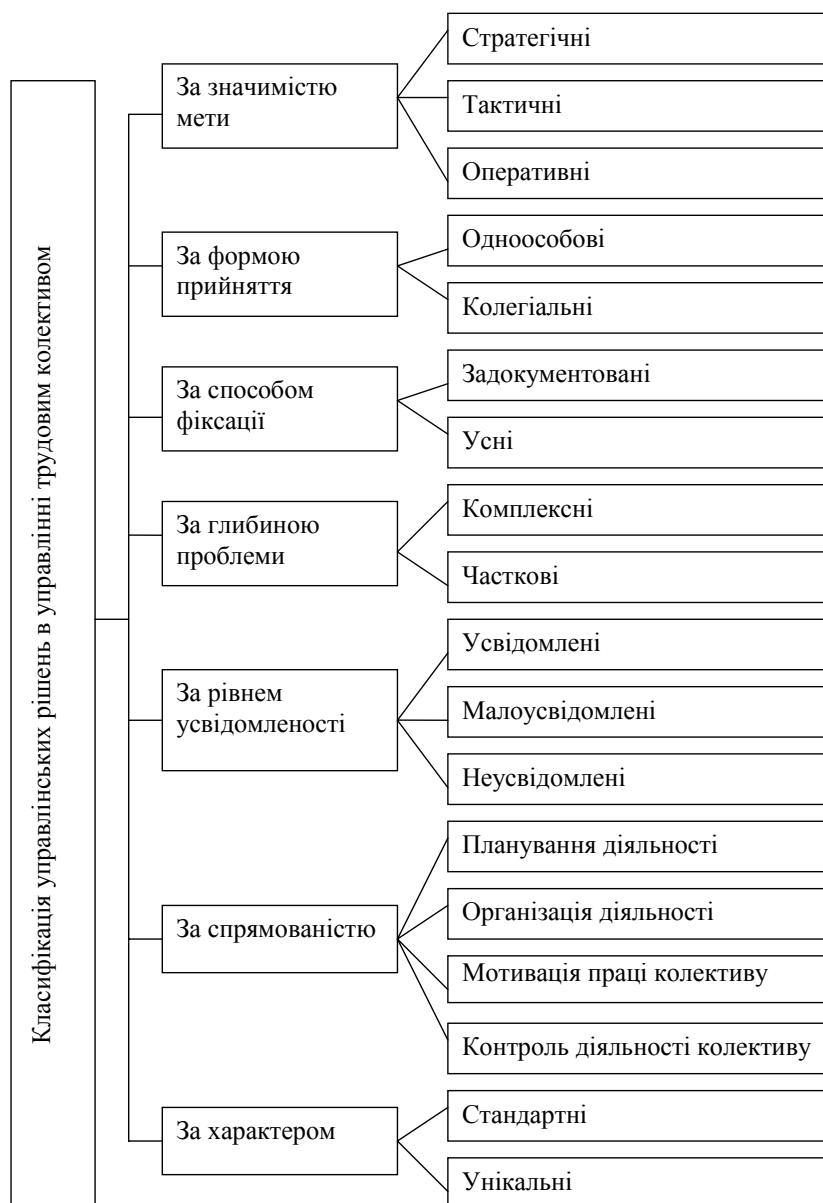 Класифікація управлінських рішень в управлінні трудовим колективом
За значимістю
мети
Стратегічні
Тактичні
Оперативні
За формою
прийняття
Одноособові
Колегіальні
За способом
фіксації
Задокументовані
Усні
За глибиною
проблеми
Комплексні
Часткові
За рівнем
усвідомленості
Усвідомлені
Малоусвідомлені
Неусвідомлені
За спрямованістю
Планування діяльності
Організація діяльності
Мотивація праці колективу
Контроль діяльності колективу
За характером
Стандартні
Унікальні